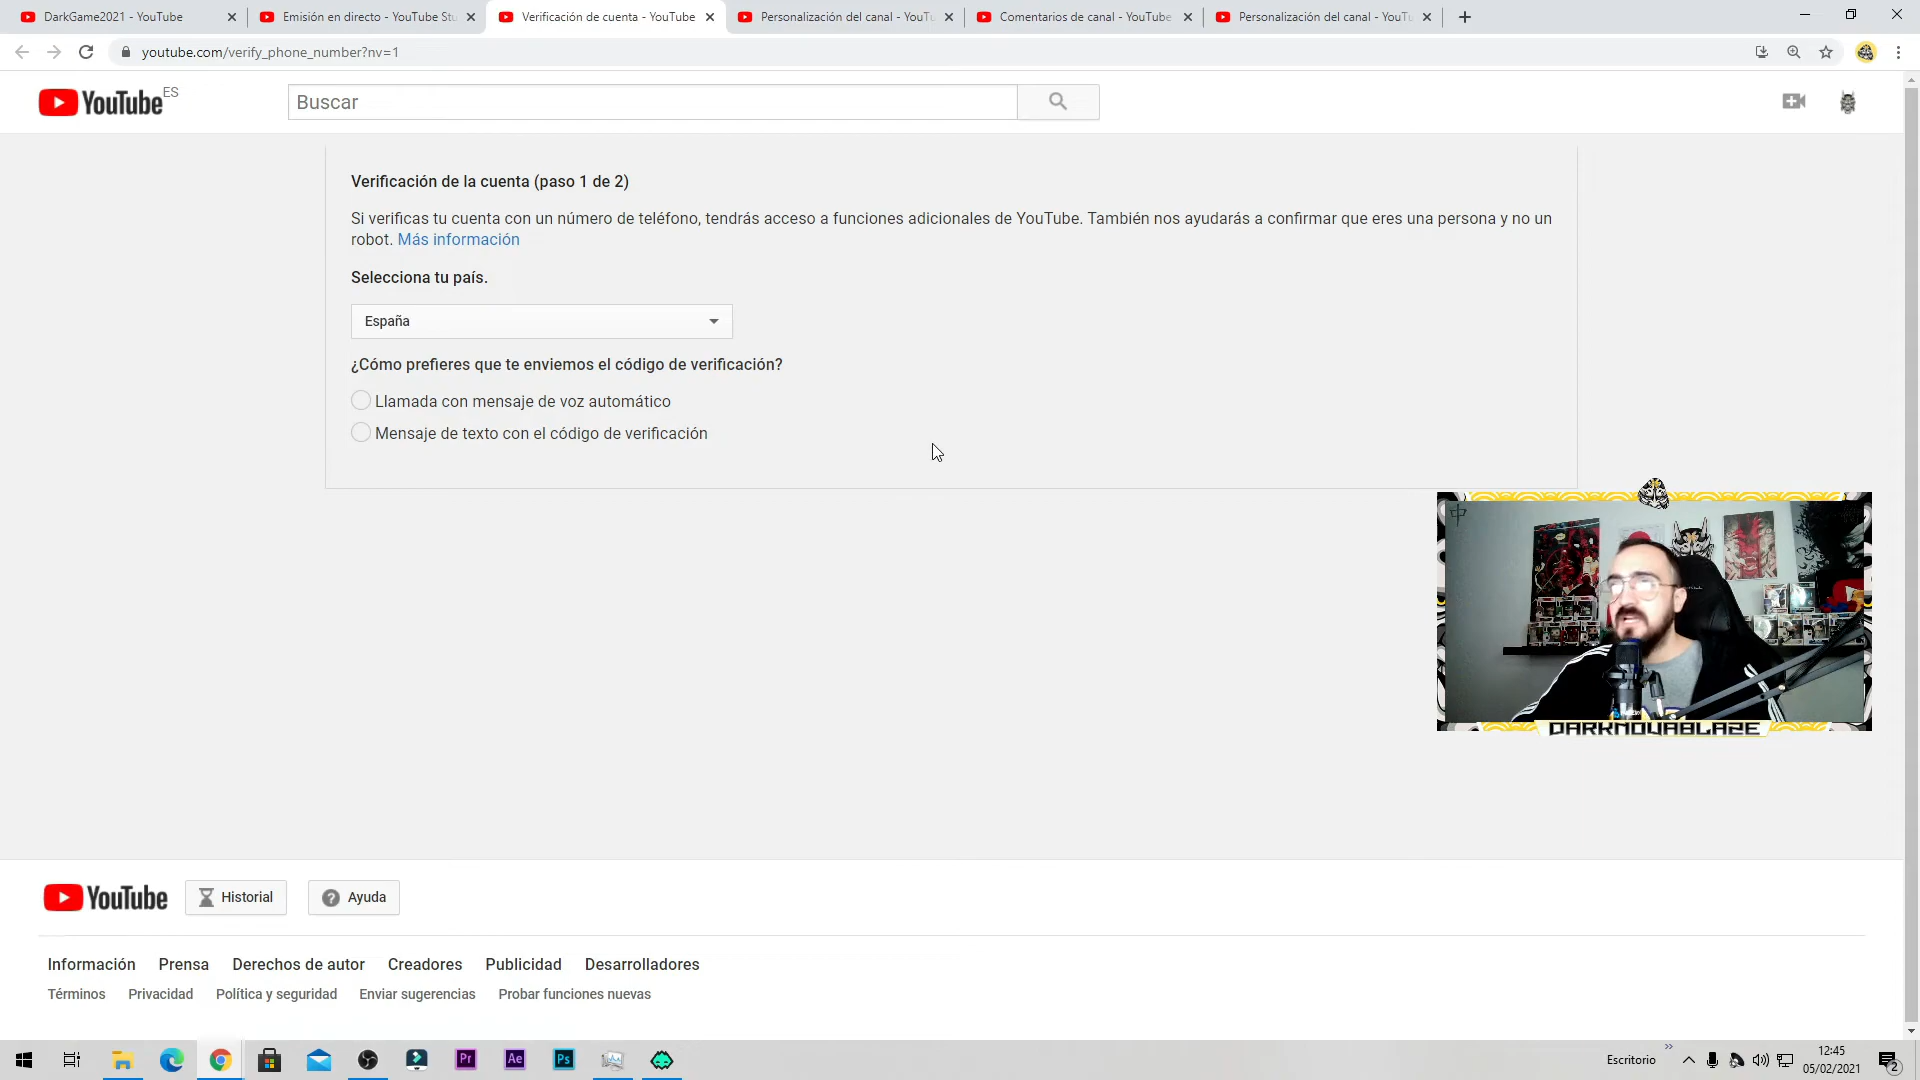 DarkGame2021 - YouTube
Emisión en directo - YouTube Stu
Verificación de cuenta - YouTube
Personalización del canal - YouTu
Comentarios de canal - YouTube
Personalización del canal - YouTu
youtube.com/verify_phone_number?nv=1
YouTube ES
Buscar
Verificación de la cuenta (paso 1 de 2)
Si verificas tu cuenta con un número de teléfono, tendrás acceso a funciones adicionales de YouTube. También nos ayudarás a confirmar que eres una persona y no un
robot. Más información
Selecciona tu país.
España
¿Cómo prefieres que te enviemos el código de verificación?
Llamada con mensaje de voz automático
Mensaje de texto con el código de verificación
中
DARKNOVABLAZE
YouTube
Historial
Ayuda
Información Prensa Derechos de autor Creadores Publicidad Desarrolladores
Términos Privacidad Política y seguridad Enviar sugerencias Probar funciones nuevas
Pr
Ae
Ps
Escritorio
12:45
05/02/2021
2